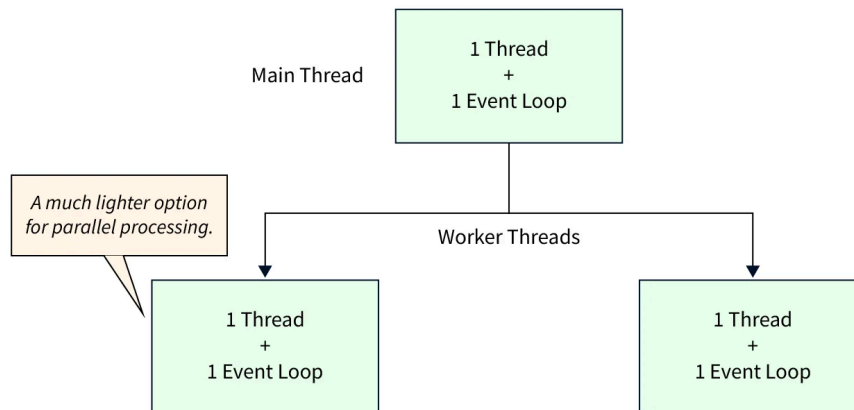 1 Thread
+
1 Event Loop
Main Thread
A much lighter option
for parallel processing.
Worker Threads
1 Thread
+
1 Event Loop
1 Thread
+
1 Event Loop